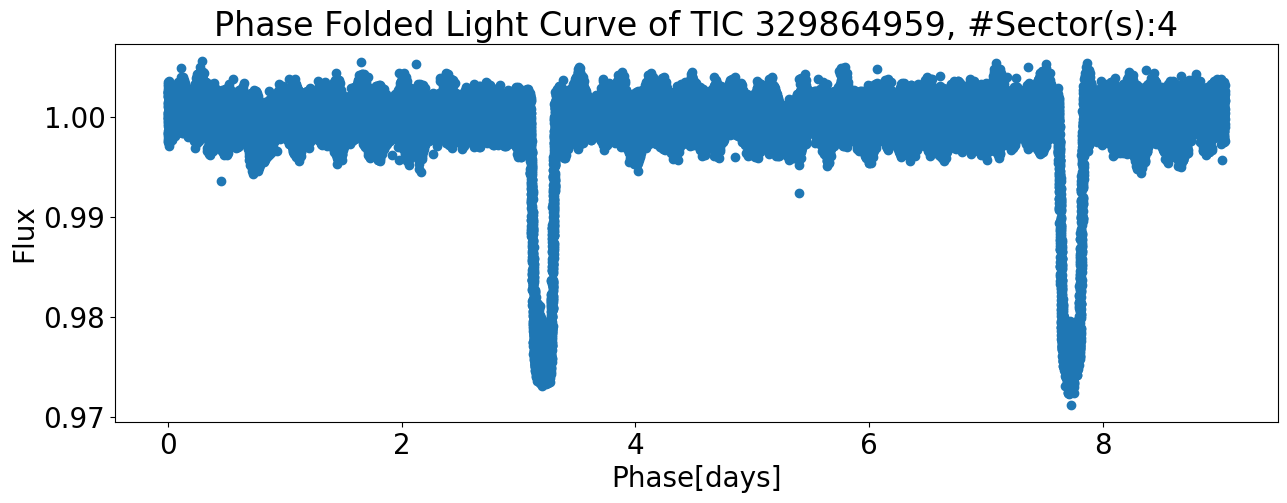 Phase Folded Light Curve of TIC 329864959, #Sector(s):4
1.00
0.99
0.98
0.97
Flux
0 2 4 6 8
Phase[days]